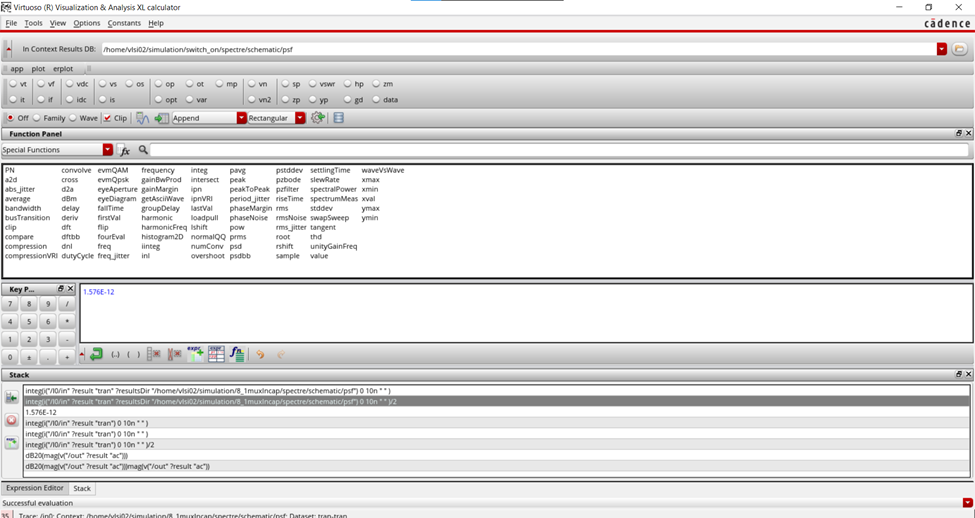 Virtuoso (R) Visualization & Analysis XL calculator
File Tools View Options Constants Help
cādence
In Context Results DB: /home/vlsi02/simulation/switch_on/spectre/schematic/psf
app plot erplot
vt vf vdc vs os op ot mp vn sp vswr hp zm
it if idc is opt var vn2 zp yp gd data
Off Family Wave Clip Append Rectangular
Function Panel
Special Functions fx
PN convolve evmQAM frequency integ pavg pstddev settlingTime waveVsWave
a2d cross evmQpsk gainBwProd intersect peak pzbode slewRate xmax
abs_jitter d2a eyeAperture gainMargin ipn peakToPeak pzfilter spectralPower xmin
average dBm eyeDiagram getAsciiWave ipnVRI period_jitter riseTime spectrumMeas xval
bandwidth delay fallTime groupDelay lastVal phaseMargin rms stddev ymax
busTransition deriv firstVal harmonic loadpull phaseNoise rmsNoise swapSweep ymin
clip dft flip harmonicFreq lshift pow rms_jitter tangent
compare dftbb fourEval histogram2D normalQQ prms root thd
compression dnl freq iinteg numConv psd rshift unityGainFreq
compressionVRI dutyCycle freq_jitter inl overshoot psdbb sample value
Key P...
7 8 9 /
4 5 6 *
1 2 3 -
0 ± . +
1.576E-12
(..) ( ) expr expr fn
Stack
integ(i("/I0/in" ?result "tran" ?resultsDir "/home/vlsi02/simulation/8_1muxIncap/spectre/schematic/psf") 0 10n " " )
integ(i("/I0/in" ?result "tran" ?resultsDir "/home/vlsi02/simulation/8_1muxIncap/spectre/schematic/psf") 0 10n " " )/2
1.576E-12
integ(i("/I0/in" ?result "tran") 0 10n " " )
integ(i("/I0/in" ?result "tran") 0 10n " " )
integ(i("/I0/in" ?result "tran") 0 10n " " )/2
dB20(mag(v("/out" ?result "ac")))
dB20(mag(v("/out" ?result "ac")))mag(v("/out" ?result "ac"))
Expression Editor Stack
Successful evaluation
35 Trace: /in0; Context: /home/vlsi02/simulation/8_1muxIncap/spectre/schematic/psf; Dataset: tran-tran